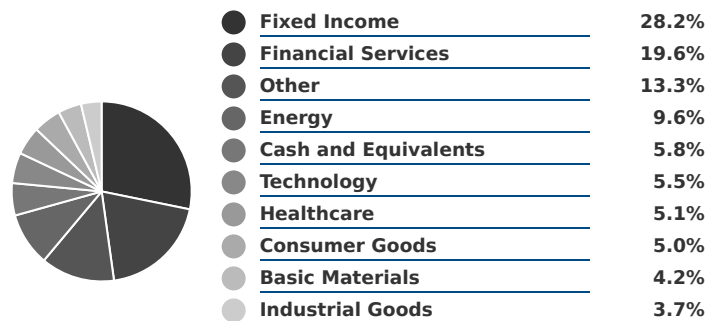 Fixed Income 28.2%
Financial Services 19.6%
Other 13.3%
Energy 9.6%
Cash and Equivalents 5.8%
Technology 5.5%
Healthcare 5.1%
Consumer Goods 5.0%
Basic Materials 4.2%
Industrial Goods 3.7%